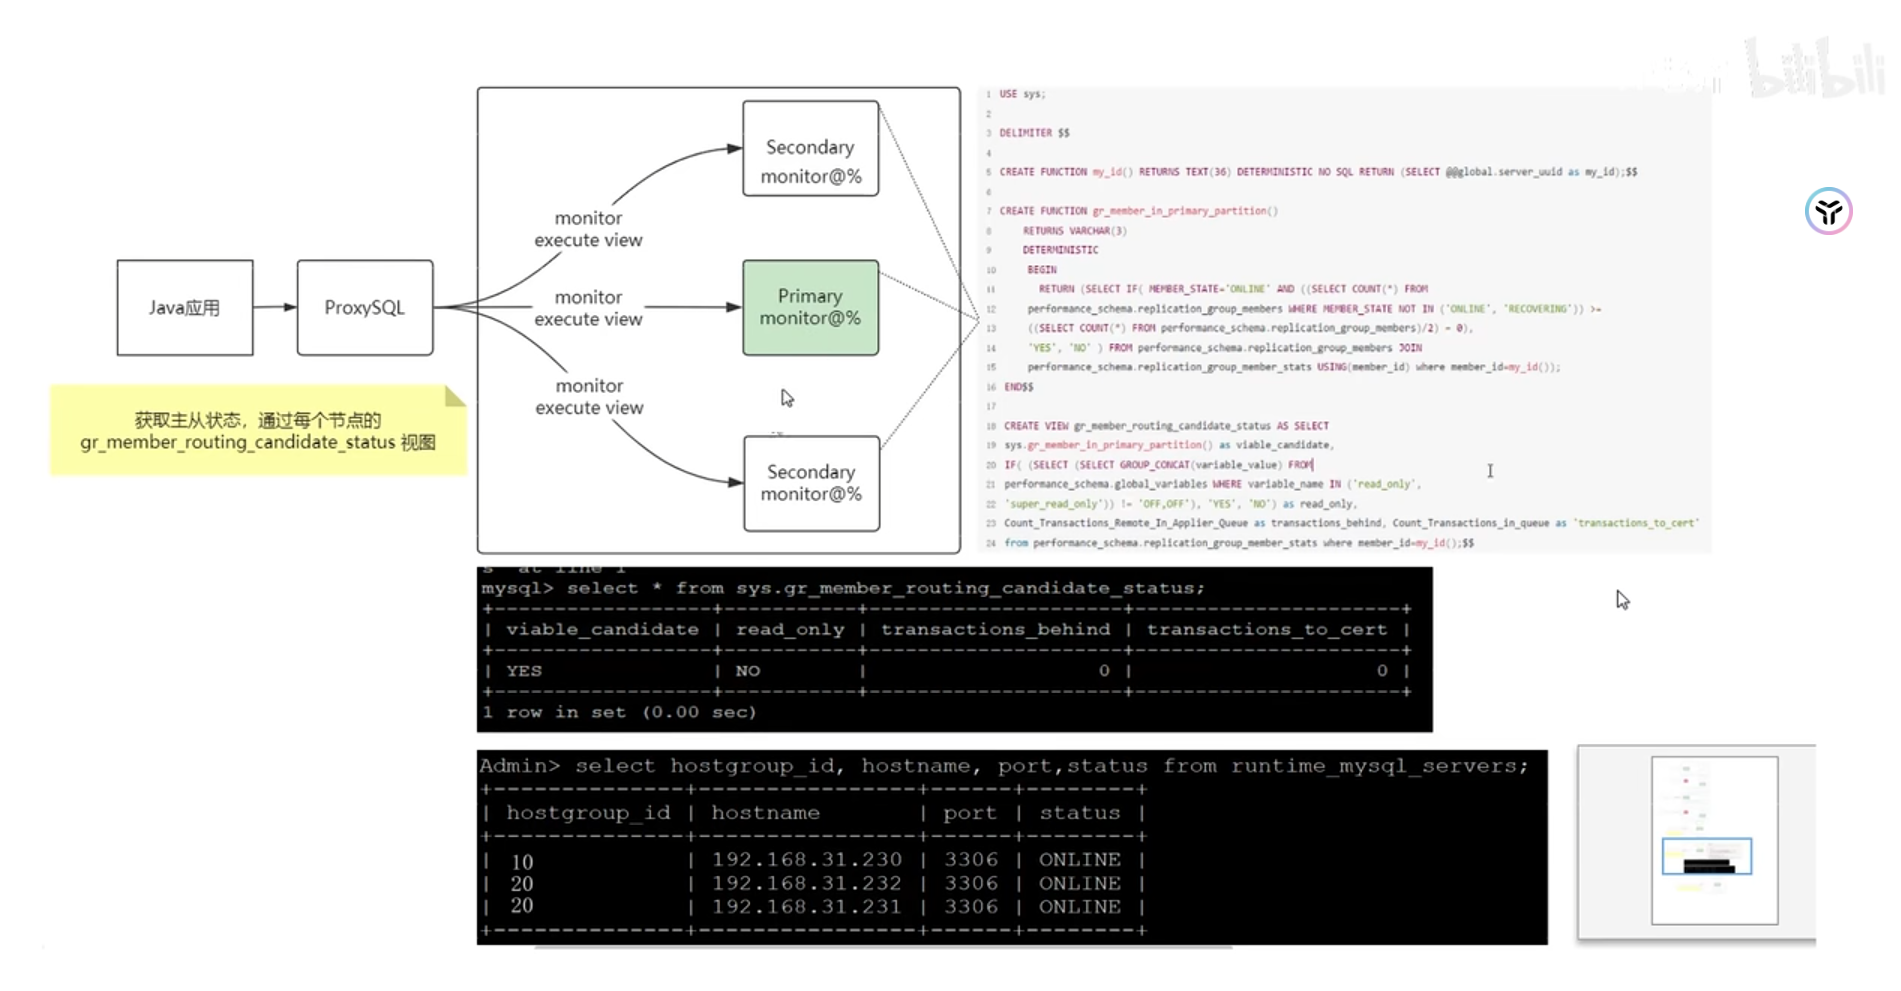 bilibili
Java应用
ProxySQL
获取主从状态，通过每个节点的
gr_member_routing_candidate_status 视图
monitor
execute view
monitor
execute view
monitor
execute view
Secondary
monitor@%
Primary
monitor@%
Secondary
monitor@%
1 USE sys;
2
3 DELIMITER $$
4
5 CREATE FUNCTION my_id() RETURNS TEXT(36) DETERMINISTIC NO SQL RETURN (SELECT @@global.server_uuid as my_id);$$
6
7 CREATE FUNCTION gr_member_in_primary_partition()
8 RETURNS VARCHAR(3)
9 DETERMINISTIC
10 BEGIN
11 RETURN (SELECT IF( MEMBER_STATE='ONLINE' AND ((SELECT COUNT(*) FROM
12 performance_schema.replication_group_members WHERE MEMBER_STATE NOT IN ('ONLINE', 'RECOVERING')) >=
13 ((SELECT COUNT(*) FROM performance_schema.replication_group_members)/2) = 0),
14 'YES', 'NO' ) FROM performance_schema.replication_group_members JOIN
15 performance_schema.replication_group_member_stats USING(member_id) where member_id=my_id());
16 END$$
17
18 CREATE VIEW gr_member_routing_candidate_status AS SELECT
19 sys.gr_member_in_primary_partition() as viable_candidate,
20 IF( (SELECT (SELECT GROUP_CONCAT(variable_value) FROM
21 performance_schema.global_variables WHERE variable_name IN ('read_only',
22 'super_read_only')) != 'OFF,OFF'), 'YES', 'NO') as read_only,
23 Count_Transactions_Remote_In_Applier_Queue as transactions_behind, Count_Transactions_in_queue as 'transactions_to_cert'
24 from performance_schema.replication_group_member_stats where member_id=my_id();$$
mysql> select * from sys.gr_member_routing_candidate_status;
| viable_candidate | read_only | transactions_behind | transactions_to_cert |
| YES | NO | 0 | 0 |
1 row in set (0.00 sec)
Admin> select hostgroup_id, hostname, port,status from runtime_mysql_servers;
| hostgroup_id | hostname | port | status |
| 10 | 192.168.31.230 | 3306 | ONLINE |
| 20 | 192.168.31.232 | 3306 | ONLINE |
| 20 | 192.168.31.231 | 3306 | ONLINE |